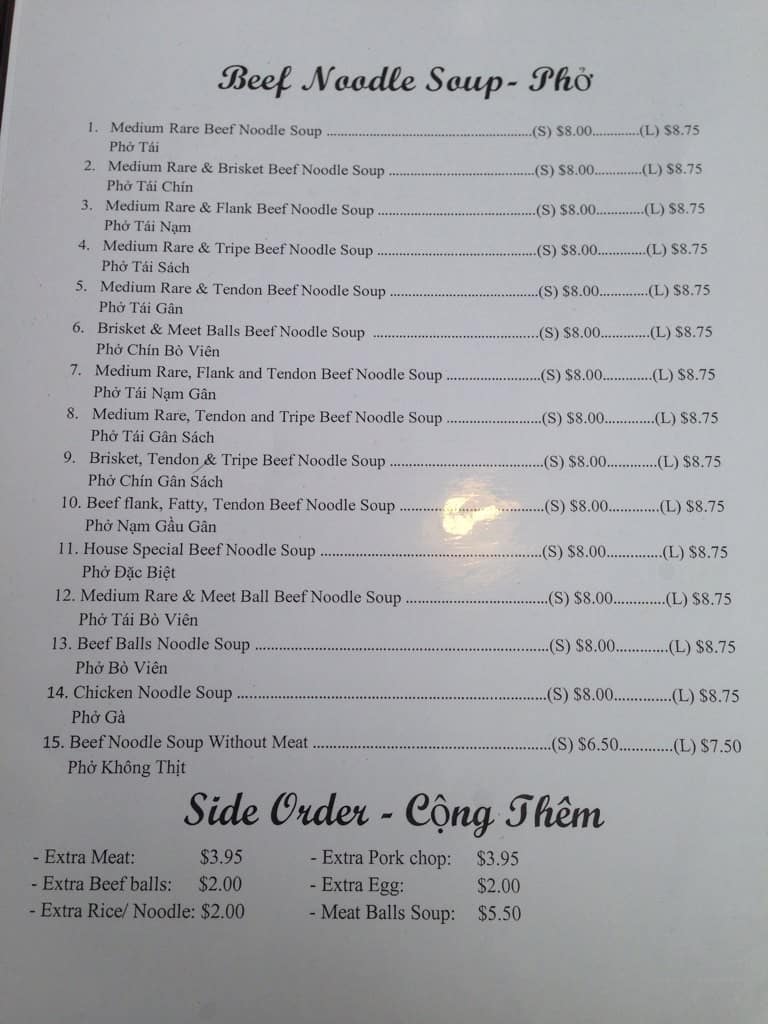 Beef Noodle Soup- Phở
1. Medium Rare Beef Noodle Soup ................(S) $8.00.............(L) $8.75
Phở Tái
2. Medium Rare & Brisket Beef Noodle Soup ................(S) $8.00.............(L) $8.75
Phở Tái Chín
3. Medium Rare & Flank Beef Noodle Soup ................(S) $8.00.............(L) $8.75
Phở Tái Nạm
4. Medium Rare & Tripe Beef Noodle Soup ................(S) $8.00.............(L) $8.75
Phở Tái Sách
5. Medium Rare & Tendon Beef Noodle Soup ................(S) $8.00.............(L) $8.75
Phở Tái Gân
6. Brisket & Meet Balls Beef Noodle Soup ................(S) $8.00.............(L) $8.75
Phở Chín Bò Viên
7. Medium Rare, Flank and Tendon Beef Noodle Soup ................(S) $8.00.............(L) $8.75
Phở Tái Nạm Gân
8. Medium Rare, Tendon and Tripe Beef Noodle Soup ................(S) $8.00.............(L) $8.75
Phở Tái Gân Sách
9. Brisket, Tendon & Tripe Beef Noodle Soup ................(S) $8.00.............(L) $8.75
Phở Chín Gân Sách
10. Beef flank, Fatty, Tendon Beef Noodle Soup ................(S) $8.00.............(L) $8.75
Phở Nạm Gầu Gân
11. House Special Beef Noodle Soup ................(S) $8.00.............(L) $8.75
Phở Đặc Biệt
12. Medium Rare & Meet Ball Beef Noodle Soup ................(S) $8.00.............(L) $8.75
Phở Tái Bò Viên
13. Beef Balls Noodle Soup ................(S) $8.00.............(L) $8.75
Phở Bò Viên
14. Chicken Noodle Soup ................(S) $8.00.............(L) $8.75
Phở Gà
15. Beef Noodle Soup Without Meat ................(S) $6.50.............(L) $7.50
Phở Không Thịt
Side Order - Cộng Thêm
- Extra Meat: $3.95 - Extra Pork chop: $3.95
- Extra Beef balls: $2.00 - Extra Egg: $2.00
- Extra Rice/ Noodle: $2.00 - Meat Balls Soup: $5.50